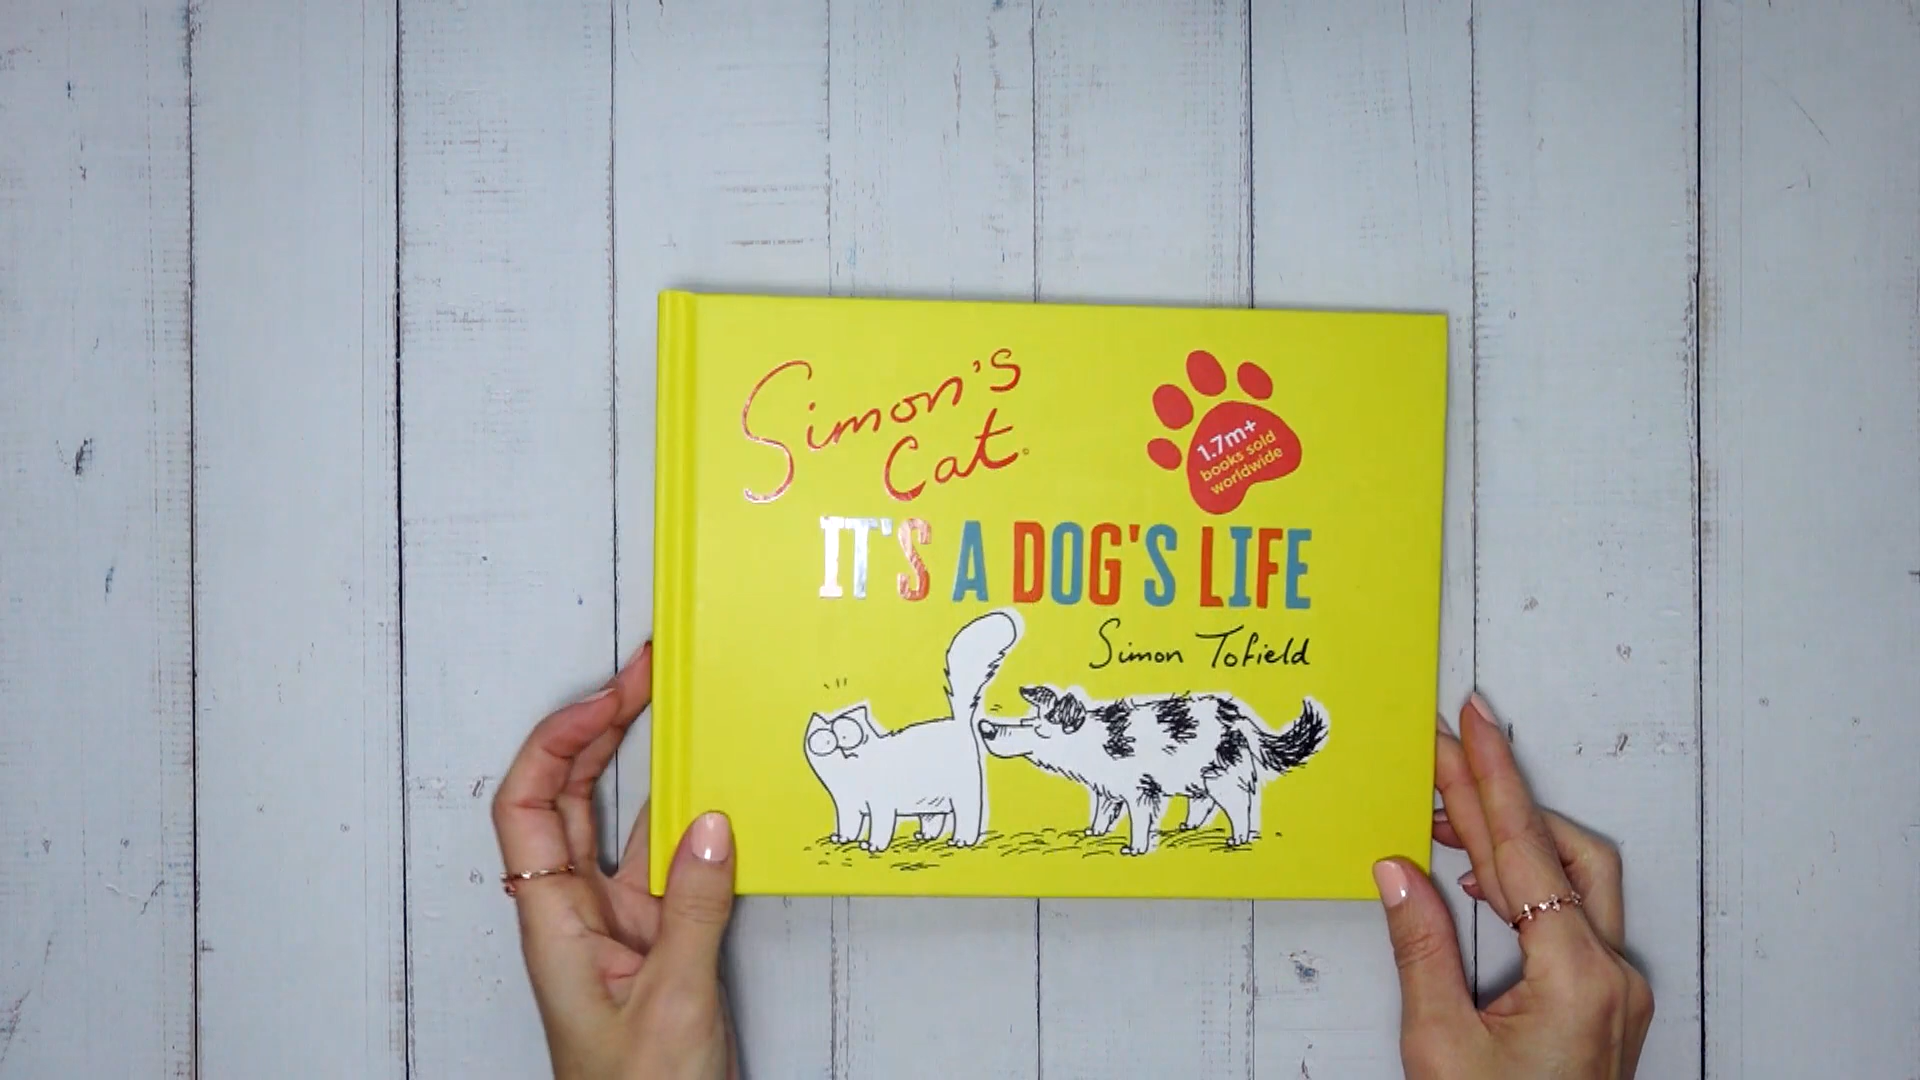 Simon's
Cat
1.7m+
books sold
worldwide
IT'S A DOG'S LIFE
Simon Tofield